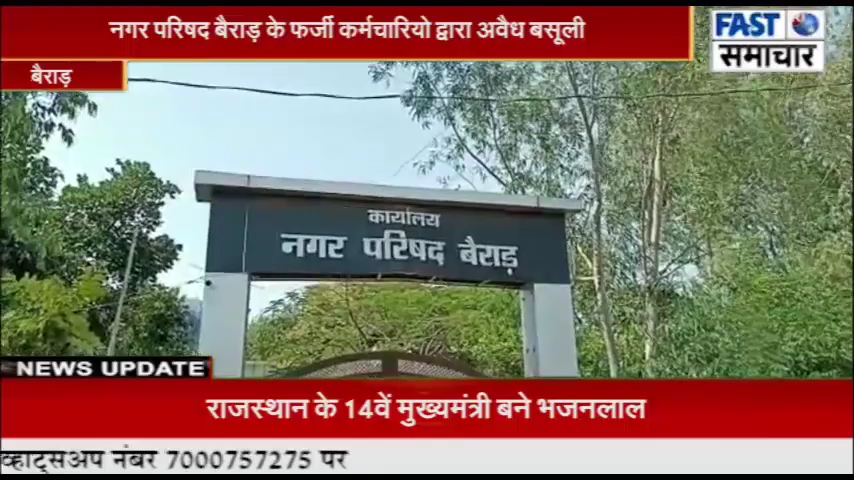 नगर परिषद बैराड़ के फर्जी कर्मचारियो द्वारा अवैध बसूली
FAST
समाचार
बैराड़
कार्यालय
नगर परिषद बैराड़
NEWS UPDATE
राजस्थान के 14वें मुख्यमंत्री बने भजनलाल
व्हाट्सअप नंबर 7000757275 पर